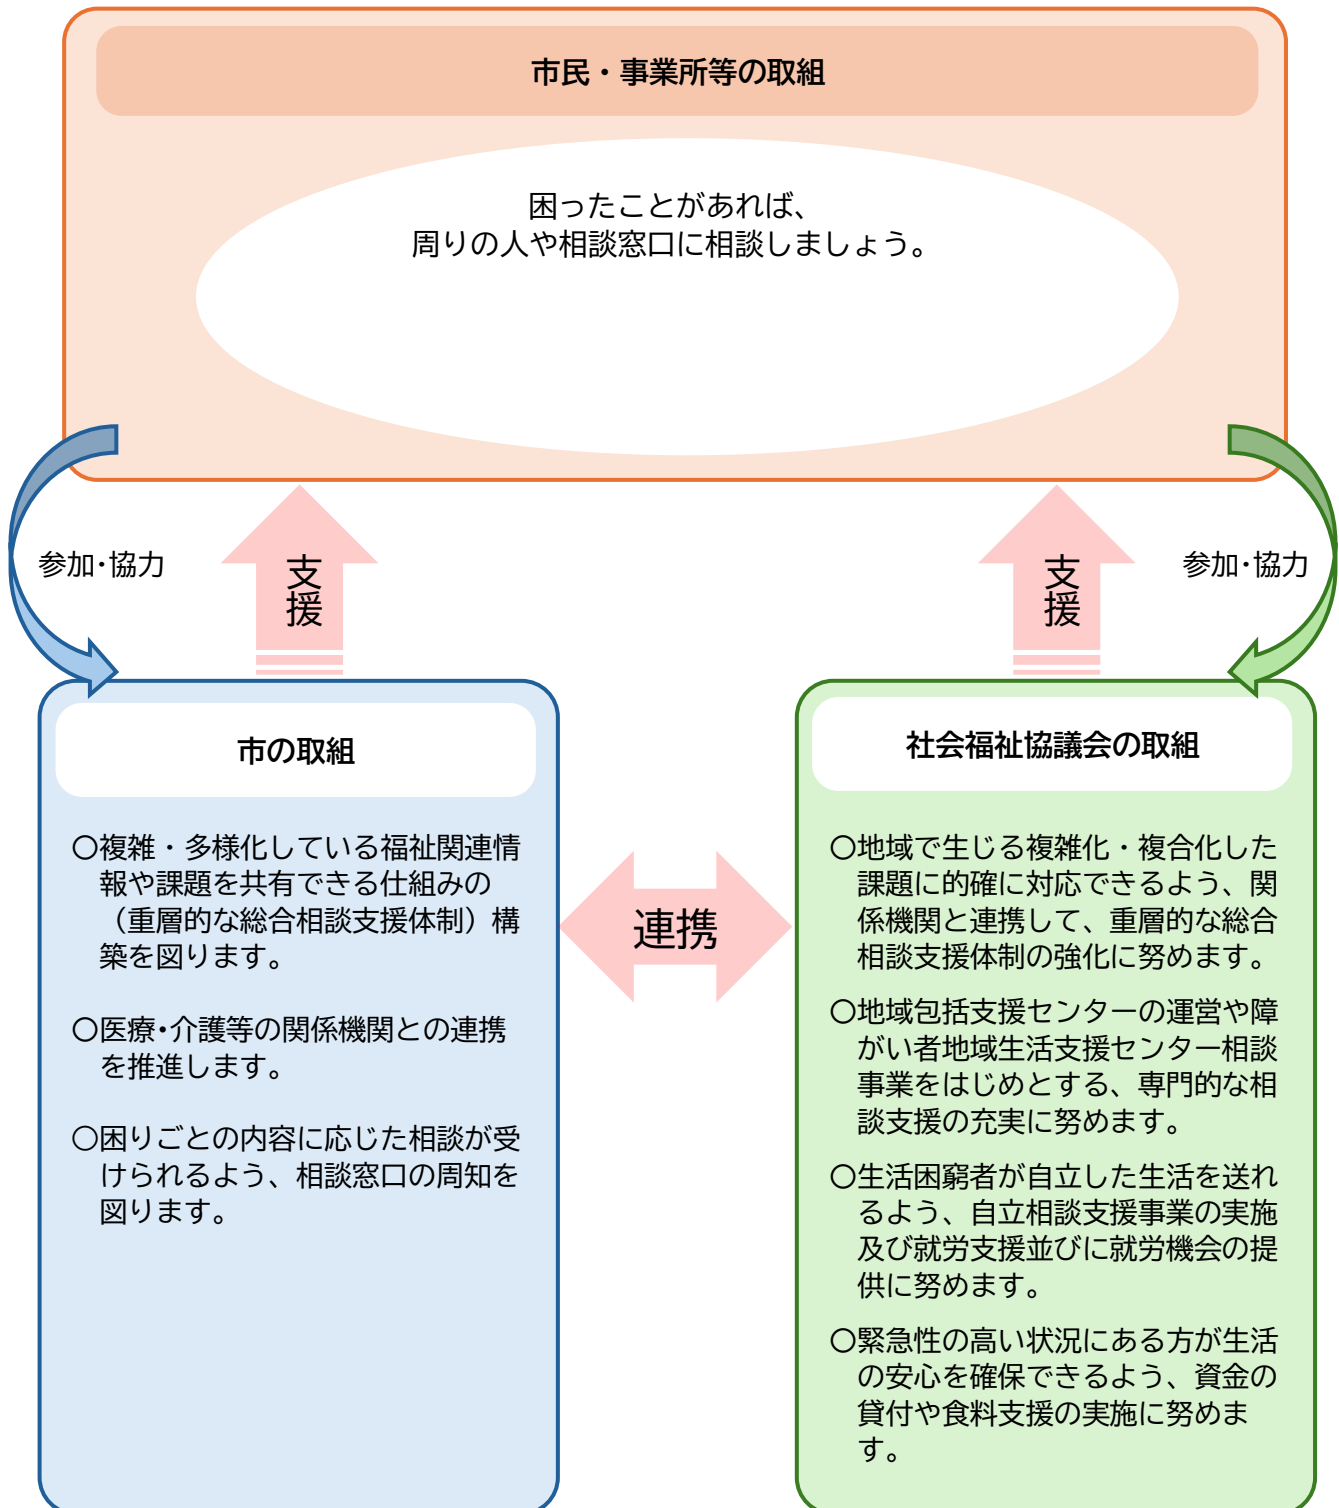 市民・事業所等の取組
困ったことがあれば、
周りの人や相談窓口に相談しましょう。
参加･協力
支援
支援
参加･協力
市の取組
〇複雑・多様化している福祉関連情
報や課題を共有できる仕組みの
（重層的な総合相談支援体制）構
築を図ります。
〇医療･介護等の関係機関との連携
を推進します。
〇困りごとの内容に応じた相談が受
けられるよう、相談窓口の周知を
図ります。
連携
社会福祉協議会の取組
〇地域で生じる複雑化・複合化した
課題に的確に対応できるよう、関
係機関と連携して、重層的な総合
相談支援体制の強化に努めます。
〇地域包括支援センターの運営や障
がい者地域生活支援センター相談
事業をはじめとする、専門的な相
談支援の充実に努めます。
〇生活困窮者が自立した生活を送れ
るよう、自立相談支援事業の実施
及び就労支援並びに就労機会の提
供に努めます。
〇緊急性の高い状況にある方が生活
の安心を確保できるよう、資金の
貸付や食料支援の実施に努めま
す。